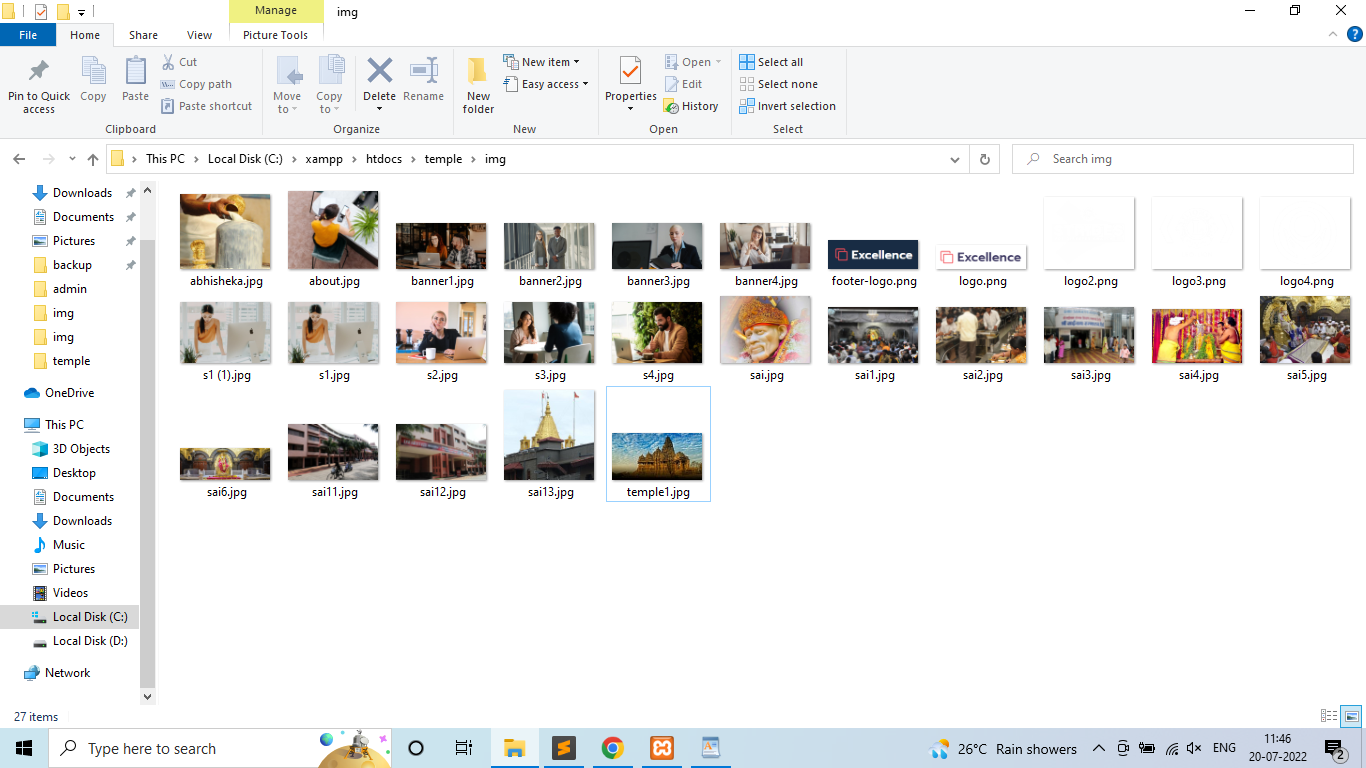 Manage
img
File
Home
Share
View
Picture Tools
Pin to Quick access
Copy
Paste
Cut
Copy path
Paste shortcut
Clipboard
Move to
Copy to
Delete
Rename
Organize
New folder
New item
Easy access
New
Properties
Open
Edit
History
Open
Select all
Select none
Invert selection
Select
This PC > Local Disk (C:) > xampp > htdocs > temple > img
Search img
Downloads
Documents
Pictures
backup
admin
img
img
temple
OneDrive
This PC
3D Objects
Desktop
Documents
Downloads
Music
Pictures
Videos
Local Disk (C:)
Local Disk (D:)
Network
Excellence
Excellence
abhisheka.jpg
about.jpg
banner1.jpg
banner2.jpg
banner3.jpg
banner4.jpg
footer-logo.png
logo.png
logo2.png
logo3.png
logo4.png
s1 (1).jpg
s1.jpg
s2.jpg
s3.jpg
s4.jpg
sai.jpg
sai1.jpg
sai2.jpg
sai3.jpg
sai4.jpg
sai5.jpg
sai6.jpg
sai11.jpg
sai12.jpg
sai13.jpg
temple1.jpg
27 items
Type here to search
26°C Rain showers
ENG
11:46
20-07-2022
2